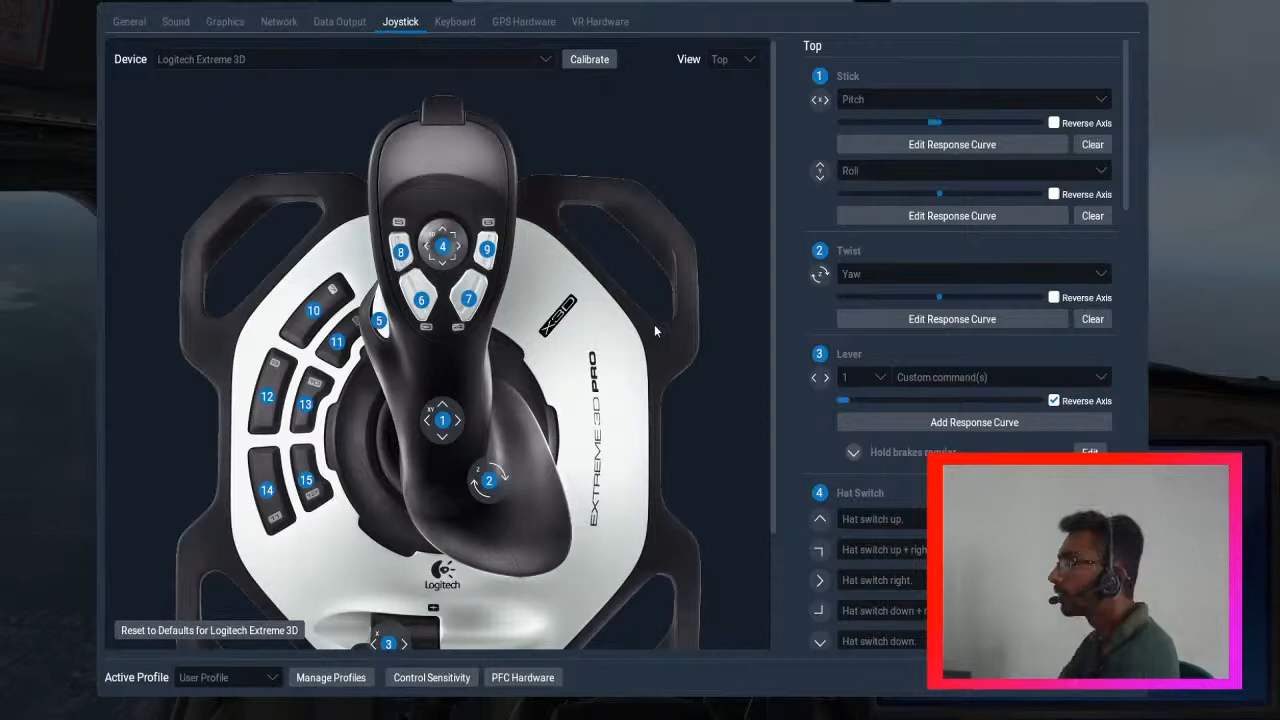 General Sound Graphics Network Data Output Joystick Keyboard GPS Hardware VR Hardware
Device Logitech Extreme 3D Calibrate View Top
8 4 9
6 7
5
10
11
12
13
14
15
1
2
3
X3D
EXTREME 3D PRO
Logitech
Reset to Defaults for Logitech Extreme 3D
Top
1 Stick
Pitch
Reverse Axis
Edit Response Curve Clear
Roll
Reverse Axis
Edit Response Curve Clear
2 Twist
Yaw
Reverse Axis
Edit Response Curve Clear
3 Lever
1 Custom command(s)
Reverse Axis
Add Response Curve
Hold brakes regular Edit
4 Hat Switch
Hat switch up.
Hat switch up + righ
Hat switch right.
Hat switch down + r
Hat switch down.
Active Profile User Profile Manage Profiles Control Sensitivity PFC Hardware